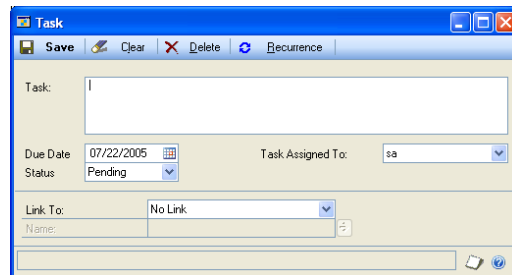 Task
Save Clear Delete Recurrence
Task:
Due Date 07/22/2005 Task Assigned To: sa
Status Pending
Link To: No Link
Name: